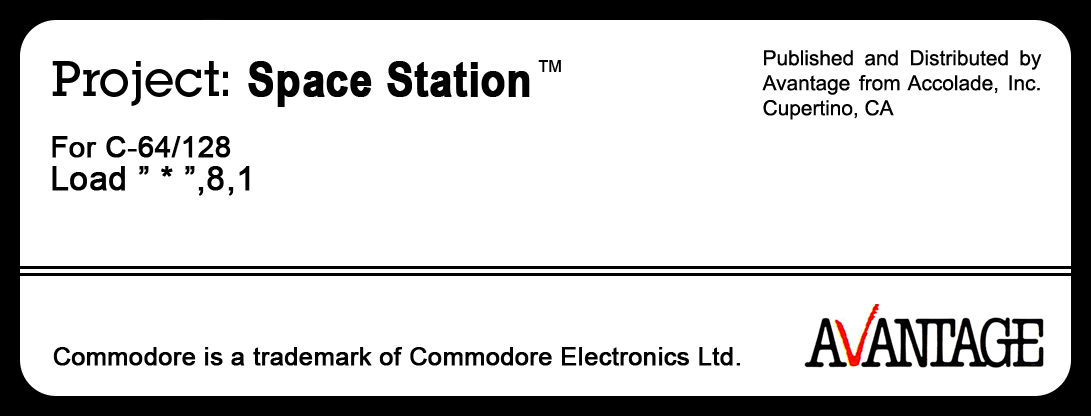 Project: Space Station™
Published and Distributed by
Avantage from Accolade, Inc.
Cupertino, CA
For C-64/128
Load ” * ”,8,1
Commodore is a trademark of Commodore Electronics Ltd.
AVANTAGE